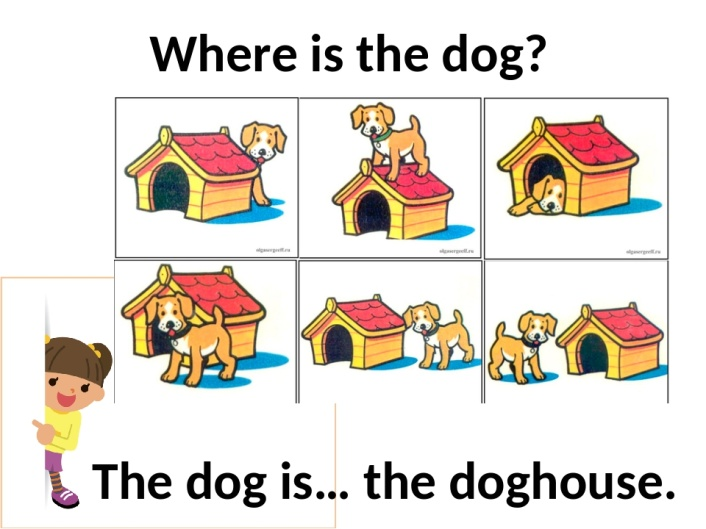 Where is the dog?
The dog is... the doghouse.